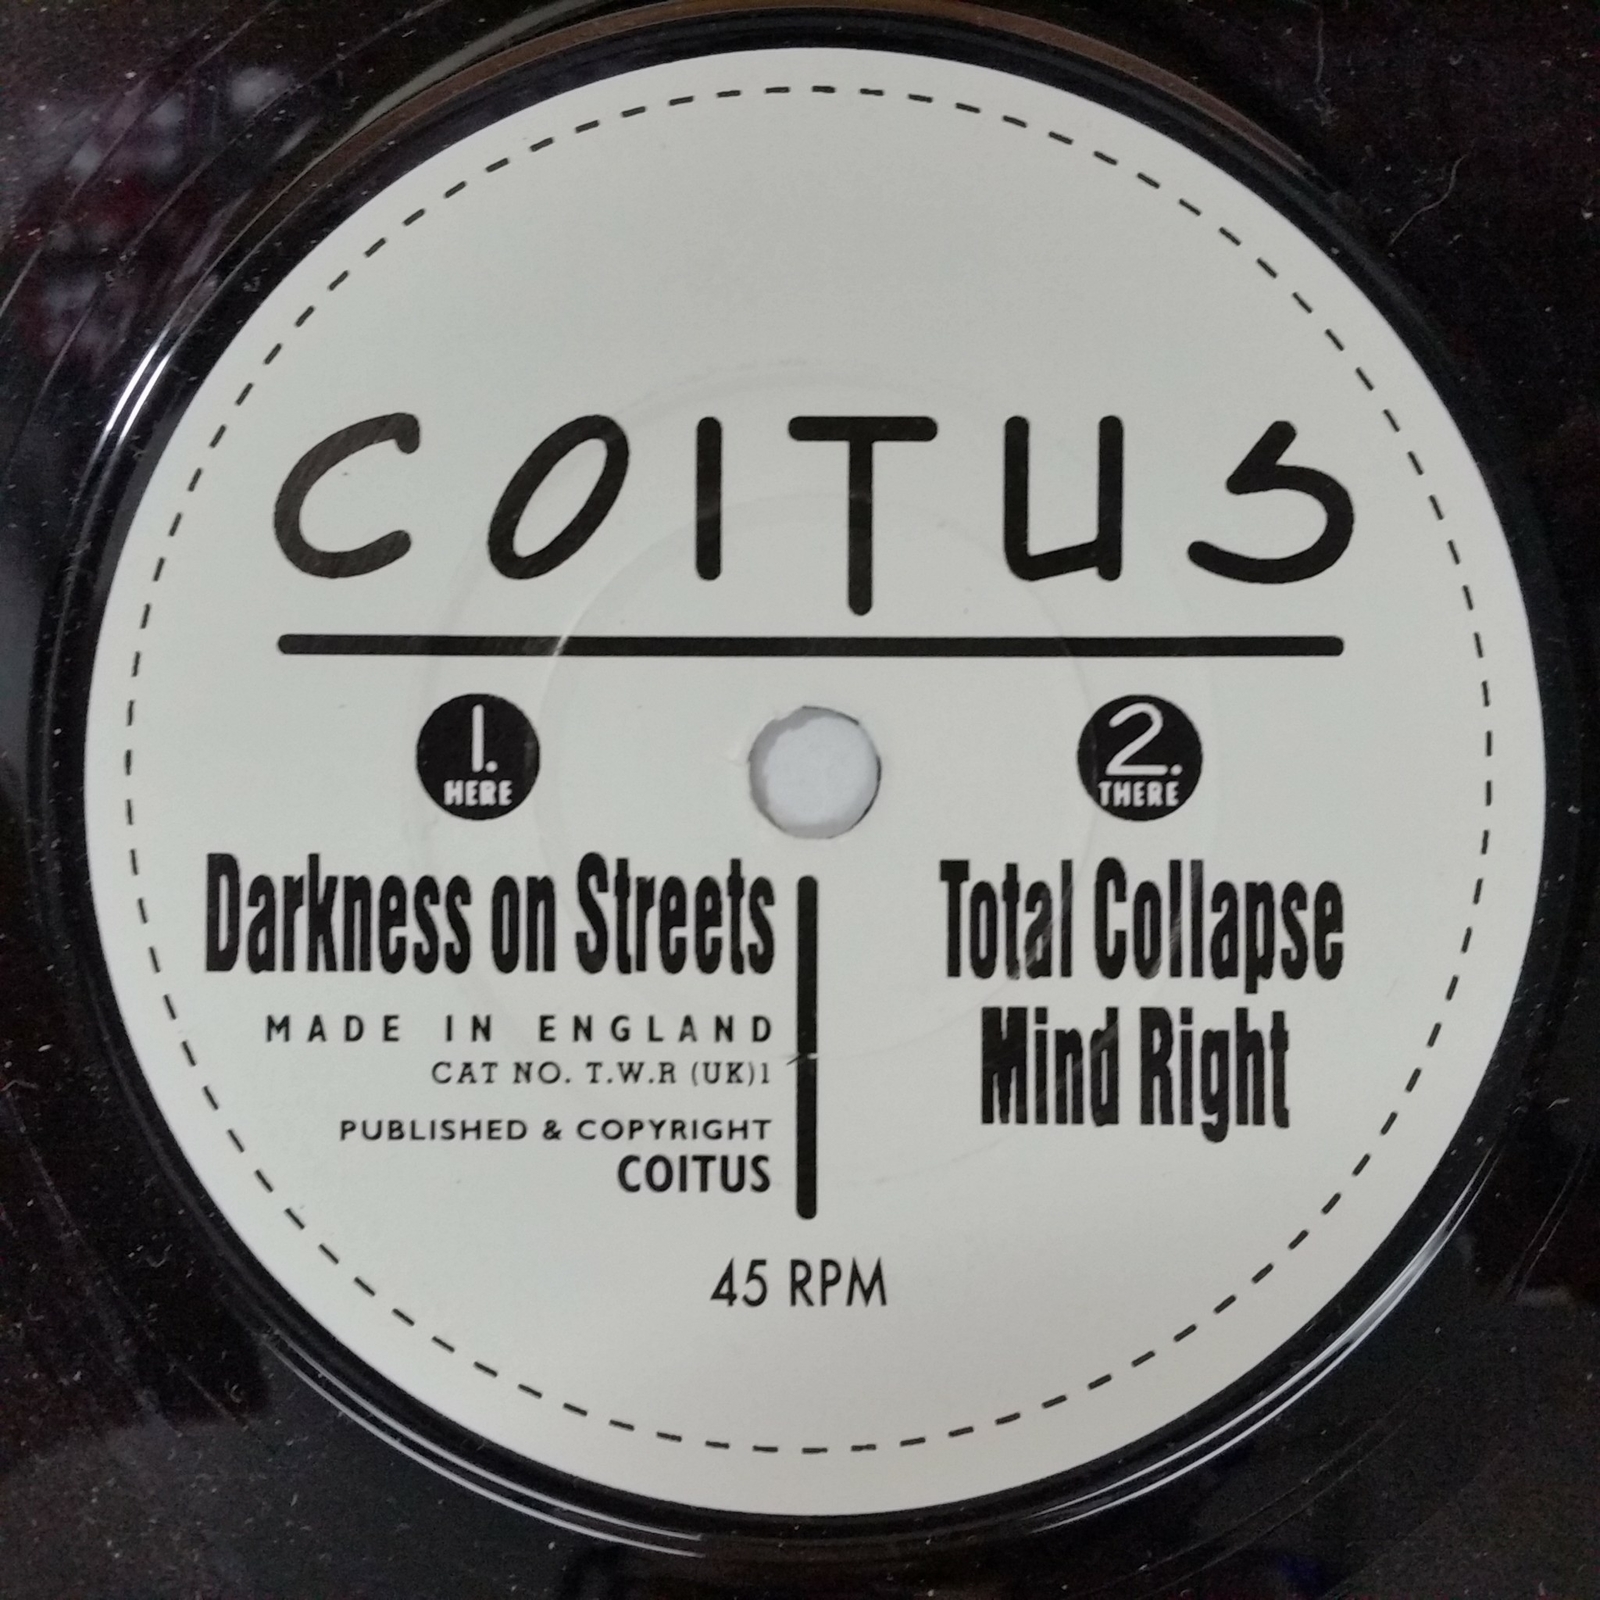 COITUS
1.
HERE
Darkness on Streets
MADE IN ENGLAND
CAT NO. T.W.R (UK)1
PUBLISHED & COPYRIGHT
COITUS
2.
THERE
Total Collapse
Mind Right
45 RPM